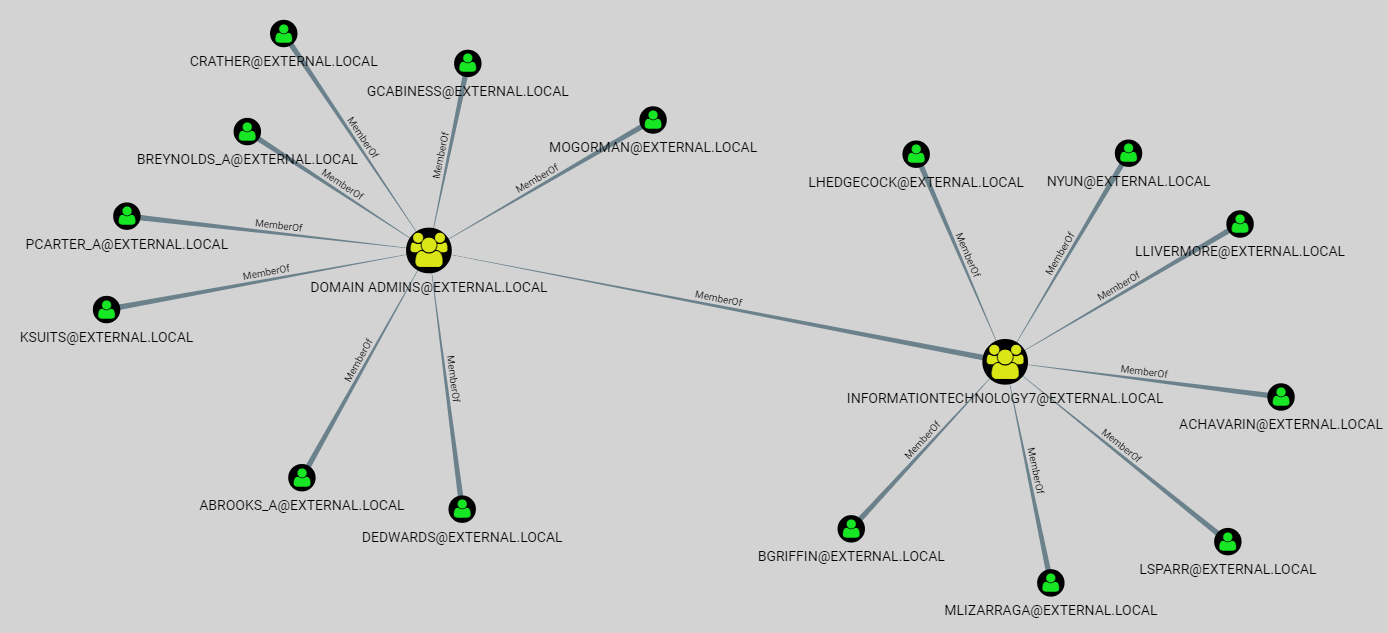 CRATHER@EXTERNAL.LOCAL
GCABINESS@EXTERNAL.LOCAL
MemberOf
MemberOf
MOGORMAN@EXTERNAL.LOCAL
BREYNOLDS_A@EXTERNAL.LOCAL
MemberOf
MemberOf
PCARTER_A@EXTERNAL.LOCAL
MemberOf
KSUITS@EXTERNAL.LOCAL
MemberOf
DOMAIN ADMINS@EXTERNAL.LOCAL
MemberOf
MemberOf
MemberOf
ABROOKS_A@EXTERNAL.LOCAL
DEDWARDS@EXTERNAL.LOCAL
LHEDGECOCK@EXTERNAL.LOCAL
NYUN@EXTERNAL.LOCAL
MemberOf
MemberOf
LLIVERMORE@EXTERNAL.LOCAL
MemberOf
INFORMATIONTECHNOLOGY7@EXTERNAL.LOCAL
MemberOf
ACHAVARIN@EXTERNAL.LOCAL
MemberOf
MemberOf
MemberOf
BGRIFFIN@EXTERNAL.LOCAL
LSPARR@EXTERNAL.LOCAL
MLIZARRAGA@EXTERNAL.LOCAL